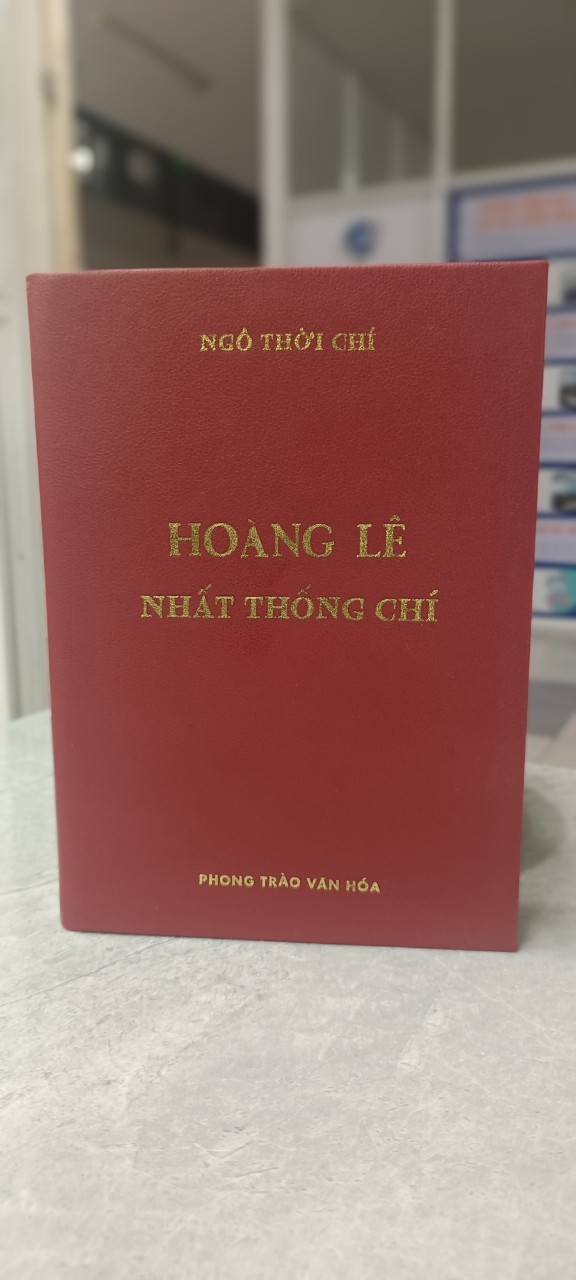 NGÔ THỜI CHÍ
HOÀNG LÊ
NHẤT THỐNG CHÍ
PHONG TRÀO VĂN HÓA